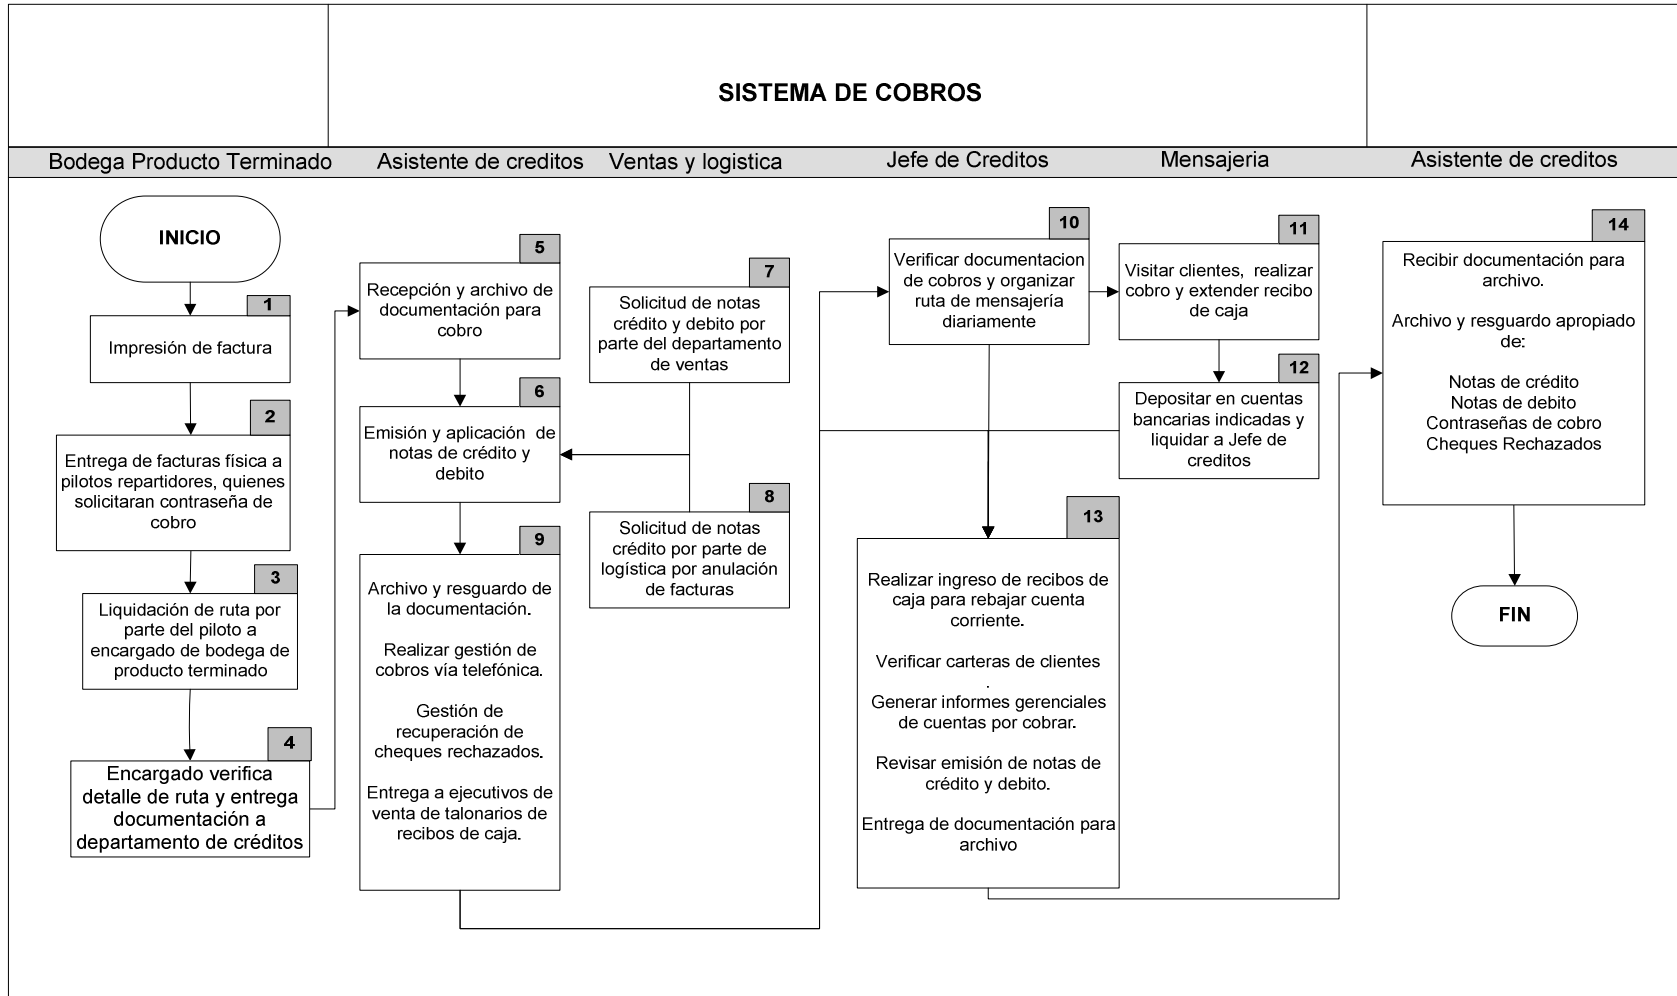 SISTEMA DE COBROS
Bodega Producto Terminado
Asistente de creditos
Ventas y logistica
Jefe de Creditos
Mensajeria
Asistente de creditos
INICIO
1
Impresión de factura
2
Entrega de facturas física a
pilotos repartidores, quienes
solicitaran contraseña de
cobro
3
Liquidación de ruta por
parte del piloto a
encargado de bodega de
producto terminado
4
Encargado verifica
detalle de ruta y entrega
documentación a
departamento de créditos
5
Recepción y archivo de
documentación para
cobro
6
Emisión y aplicación de
notas de crédito y
debito
7
Solicitud de notas
crédito y debito por
parte del departamento
de ventas
8
Solicitud de notas
crédito por parte de
logística por anulación
de facturas
9
Archivo y resguardo de
la documentación.
Realizar gestión de
cobros vía telefónica.
Gestión de
recuperación de
cheques rechazados.
Entrega a ejecutivos de
venta de talonarios de
recibos de caja.
10
Verificar documentacion
de cobros y organizar
ruta de mensajería
diariamente
11
Visitar clientes, realizar
cobro y extender recibo
de caja
12
Depositar en cuentas
bancarias indicadas y
liquidar a Jefe de
creditos
13
Realizar ingreso de recibos de
caja para rebajar cuenta
corriente.
Verificar carteras de clientes
.
Generar informes gerenciales
de cuentas por cobrar.
Revisar emisión de notas de
crédito y debito.
Entrega de documentación para
archivo
14
Recibir documentación para
archivo.
Archivo y resguardo apropiado
de:
Notas de crédito
Notas de debito
Contraseñas de cobro
Cheques Rechazados
FIN